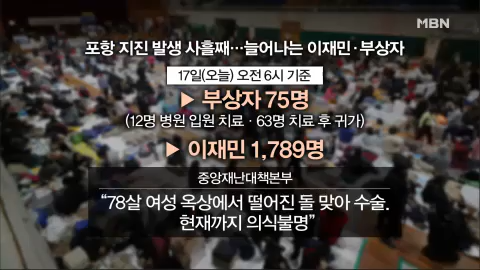 MBN
포항 지진 발생 사흘째…늘어나는 이재민·부상자
17일(오늘) 오전 6시 기준
▶ 부상자 75명
(12명 병원 입원 치료 · 63명 치료 후 귀가)
▶ 이재민 1,789명
중앙재난대책본부
“78살 여성 옥상에서 떨어진 돌 맞아 수술.
현재까지 의식불명”